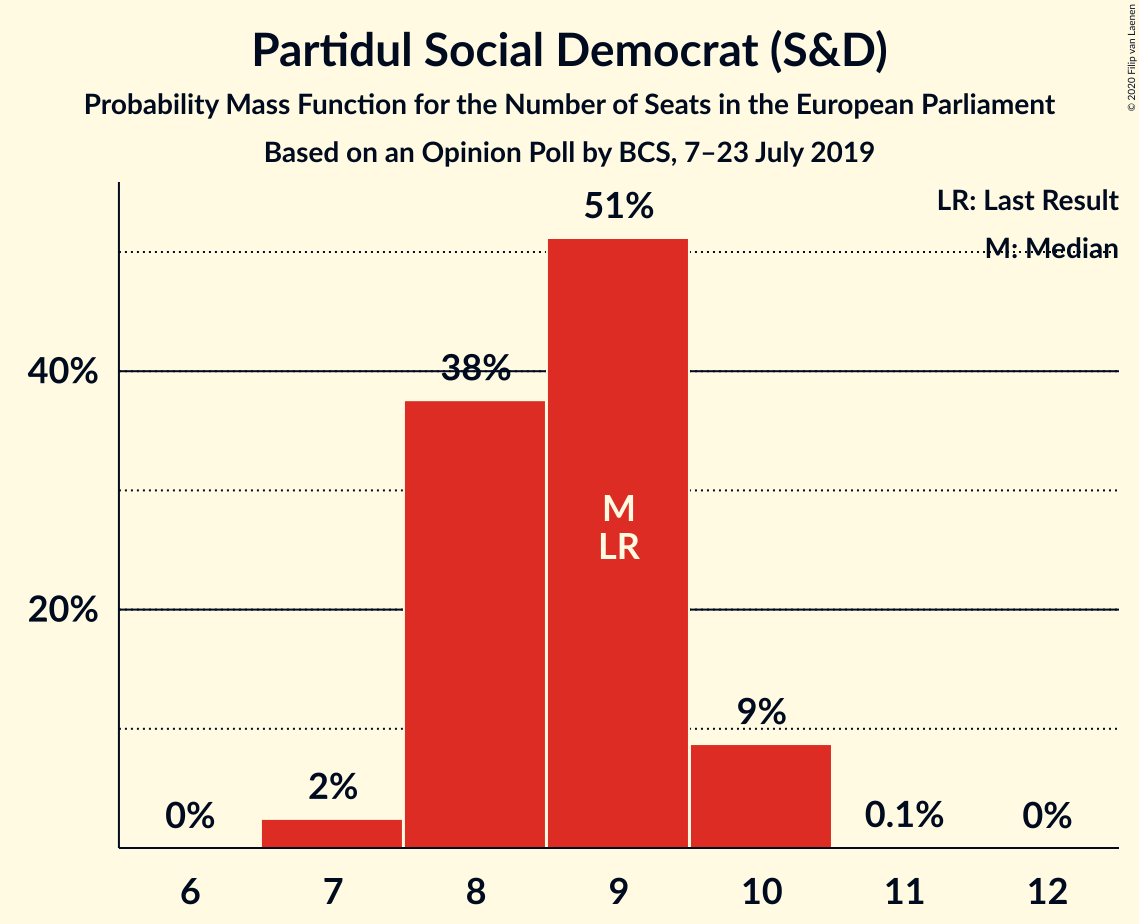 Partidul Social Democrat (S&D)
Probability Mass Function for the Number of Seats in the European Parliament
Based on an Opinion Poll by BCS, 7–23 July 2019
© 2020 Filip van Laenen
LR: Last Result
M: Median
51%
40%
38%
M
LR
20%
9%
2%
0%
0.1%
0%
6 7 8 9 10 11 12